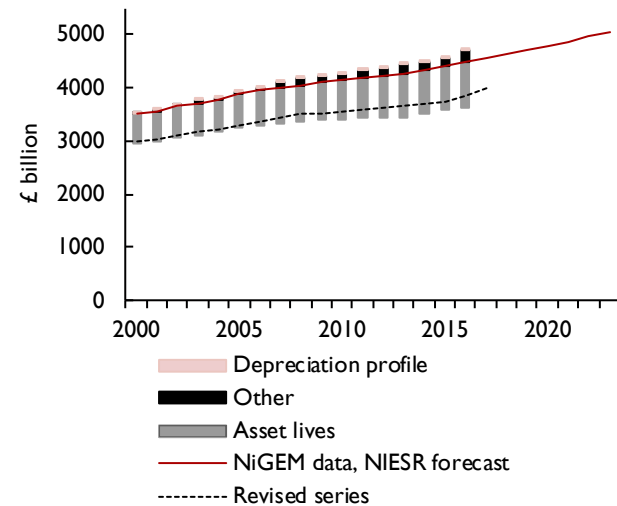 5000
4000
3000
2000
1000
0
£ billion
2000 2005 2010 2015 2020
Depreciation profile
Other
Asset lives
NiGEM data, NIESR forecast
Revised series